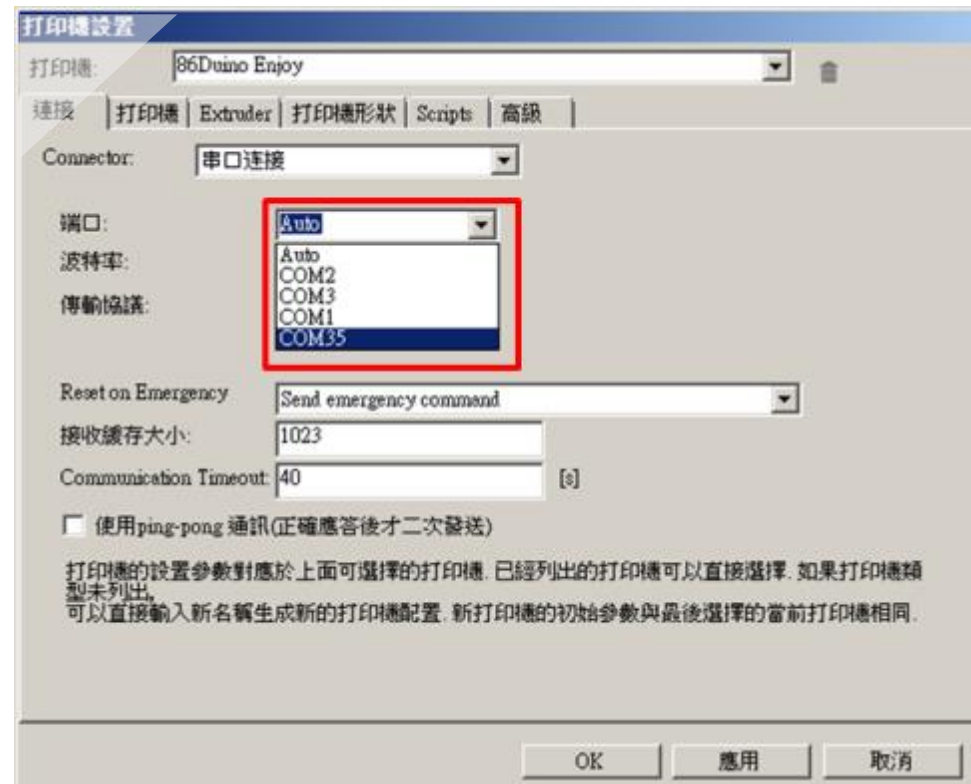 打印機設置
打印機: 86Duino Enjoy
連接 打印機 Extruder 打印機形狀 Scripts 高級
Connector: 串口连接
端口: Auto
Auto
波特率:
COM2
COM3
傳輸協議:
COM1
COM35
Reset on Emergency Send emergency command
接收緩存大小: 1023
Communication Timeout: 40 [s]
使用ping-pong 通訊(正確應答後才二次發送)
打印機的設置參數對應於上面可選擇的打印機. 已經列出的打印機可以直接選擇. 如果打印機類
型未列出,
可以直接輸入新名稱生成新的打印機配置. 新打印機的初始參數與最後選擇的當前打印機相同.
OK 應用 取消